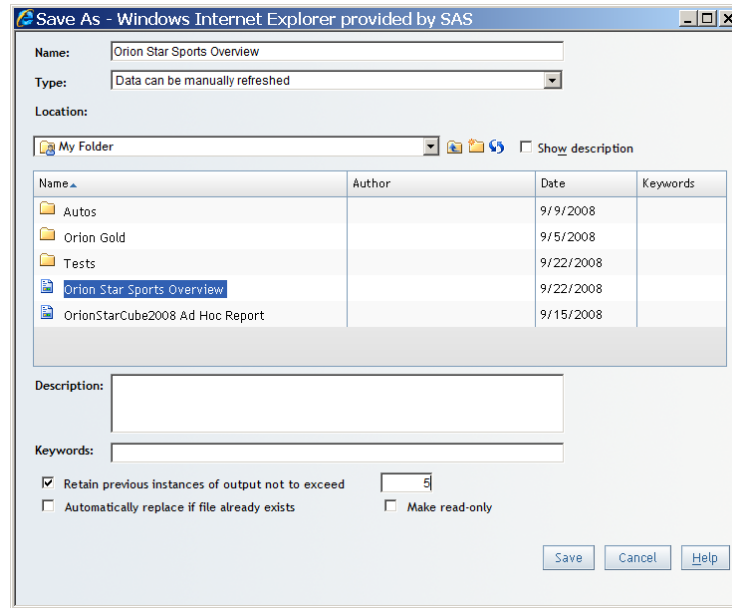 Save As - Windows Internet Explorer provided by SAS
Name: Orion Star Sports Overview
Type: Data can be manually refreshed
Location:
My Folder Show description
Name Author Date Keywords
Autos 9/9/2008
Orion Gold 9/5/2008
Tests 9/22/2008
Orion Star Sports Overview 9/22/2008
OrionStarCube2008 Ad Hoc Report 9/15/2008
Description:
Keywords:
Retain previous instances of output not to exceed 5
Automatically replace if file already exists Make read-only
Save Cancel Help